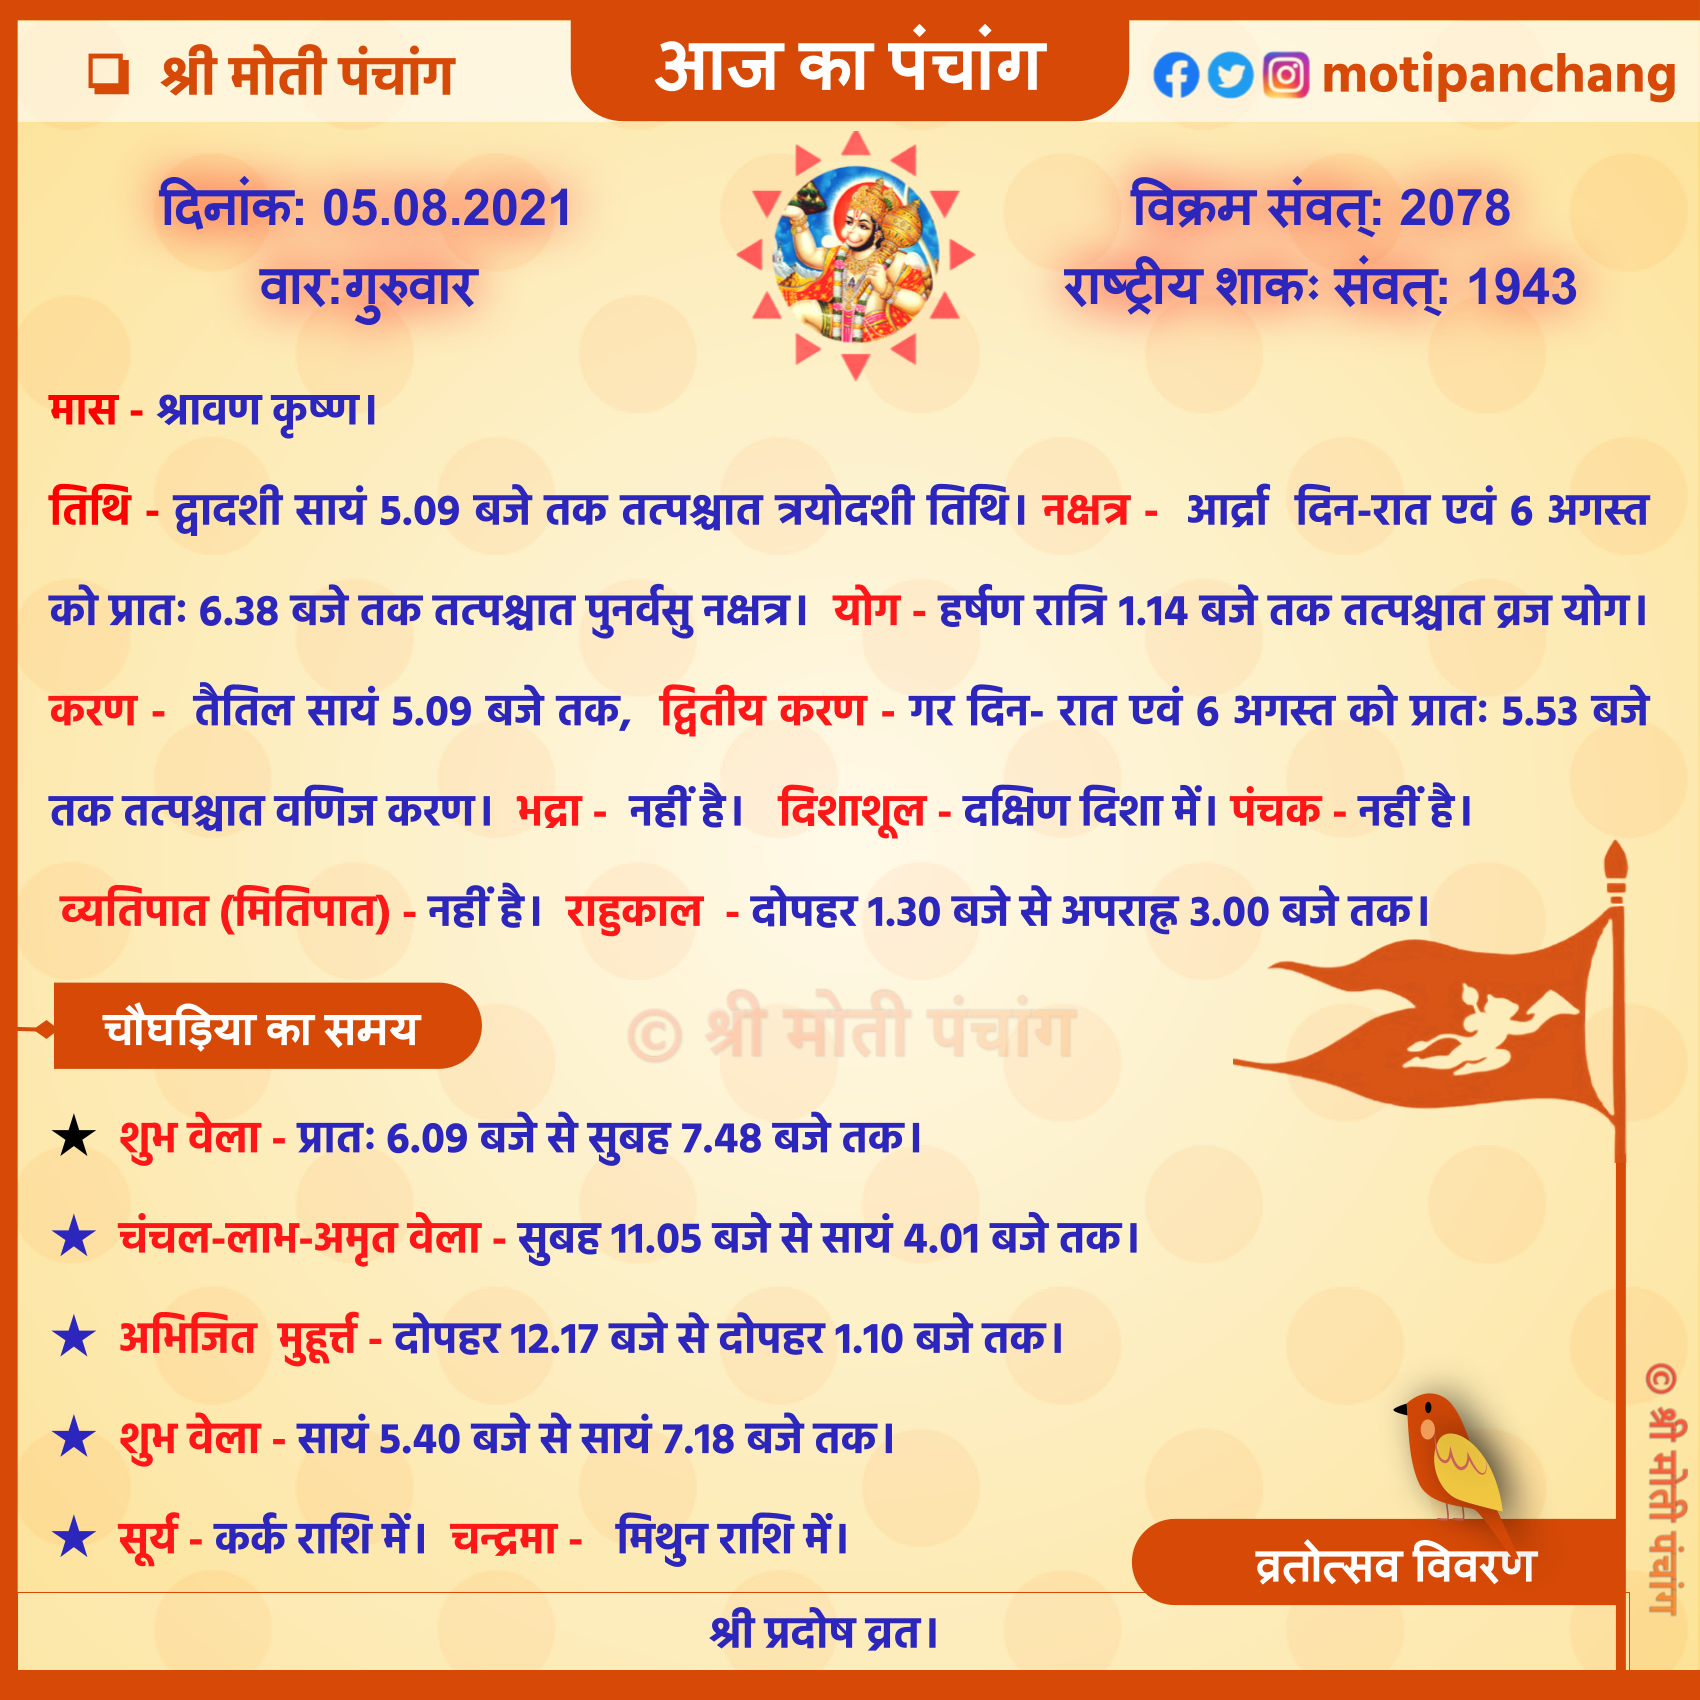 ❏ श्री मोती पंचांग
आज का पंचांग
motipanchang
दिनांक: 05.08.2021
वार:गुरुवार
विक्रम संवत्: 2078
राष्ट्रीय शाकः संवत्: 1943
मास - श्रावण कृष्ण।
तिथि - द्वादशी सायं 5.09 बजे तक तत्पश्चात त्रयोदशी तिथि। नक्षत्र - आर्द्रा दिन-रात एवं 6 अगस्त
को प्रातः 6.38 बजे तक तत्पश्चात पुनर्वसु नक्षत्र। योग - हर्षण रात्रि 1.14 बजे तक तत्पश्चात व्रज योग।
करण - तैतिल सायं 5.09 बजे तक, द्वितीय करण - गर दिन- रात एवं 6 अगस्त को प्रातः 5.53 बजे
तक तत्पश्चात वणिज करण। भद्रा - नहीं है। दिशाशूल - दक्षिण दिशा में। पंचक - नहीं है।
व्यतिपात (मितिपात) - नहीं है। राहुकाल - दोपहर 1.30 बजे से अपराह्न 3.00 बजे तक।
चौघड़िया का समय
© श्री मोती पंचांग
★ शुभ वेला - प्रातः 6.09 बजे से सुबह 7.48 बजे तक।
★ चंचल-लाभ-अमृत वेला - सुबह 11.05 बजे से सायं 4.01 बजे तक।
★ अभिजित मुहूर्त्त - दोपहर 12.17 बजे से दोपहर 1.10 बजे तक।
★ शुभ वेला - सायं 5.40 बजे से सायं 7.18 बजे तक।
★ सूर्य - कर्क राशि में। चन्द्रमा - मिथुन राशि में।
© श्री मोती पंचांग
व्रतोत्सव विवरण
श्री प्रदोष व्रत।